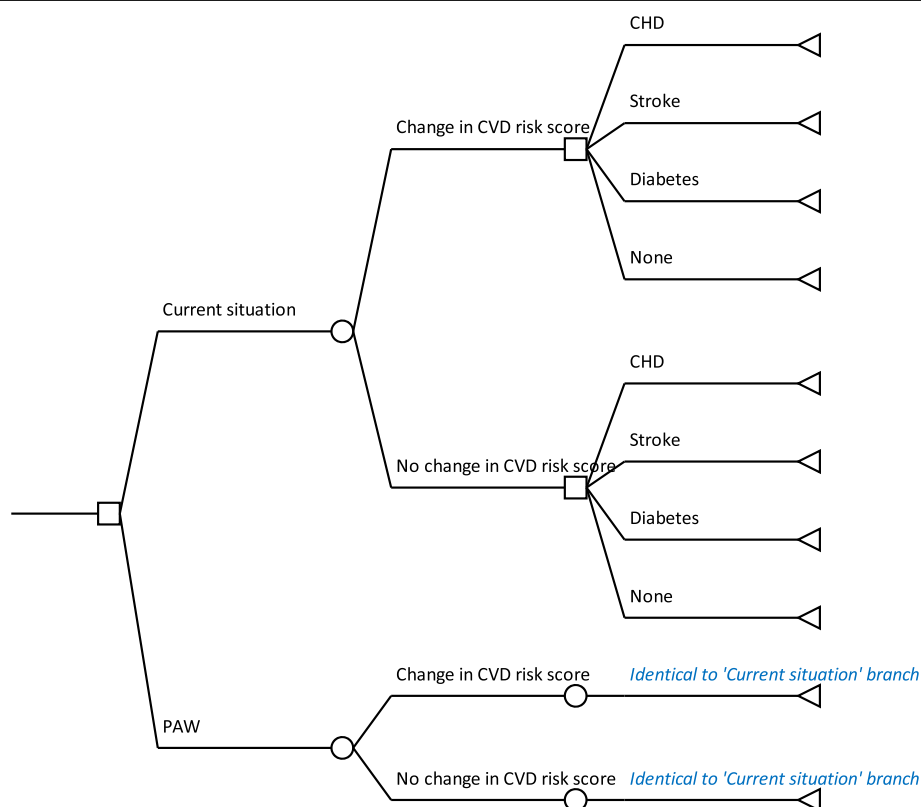 CHD
Stroke
Change in CVD risk score
Diabetes
None
Current situation
CHD
Stroke
No change in CVD risk score
Diabetes
None
Change in CVD risk score
Identical to 'Current situation' branch
PAW
No change in CVD risk score
Identical to 'Current situation' branch